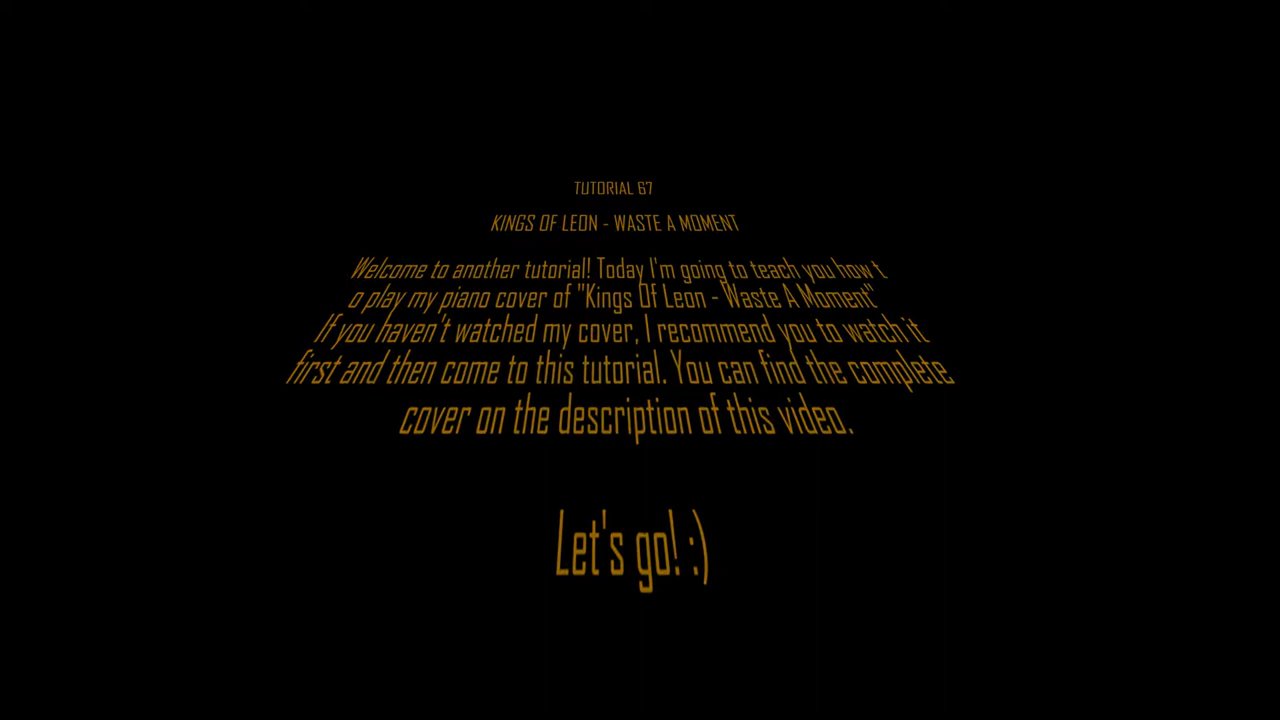 TUTORIAL 67
KINGS OF LEON - WASTE A MOMENT
Welcome to another tutorial! Today I'm going to teach you how t
o play my piano cover of "Kings Of Leon - Waste A Moment"
If you haven't watched my cover, I recommend you to watch it
first and then come to this tutorial. You can find the complete
cover on the description of this video.
Let's go! :)